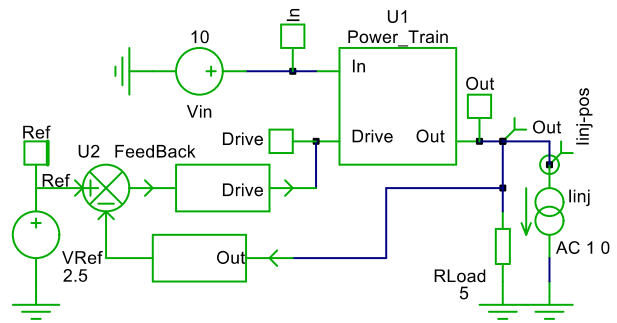 U1
Power_Train
10
In
In
Vin
Drive
Drive
Out
Out
Out
Iinj-pos
Ref
U2
FeedBack
Ref
Drive
Iinj
VRef
2.5
Out
AC 1 0
RLoad
5